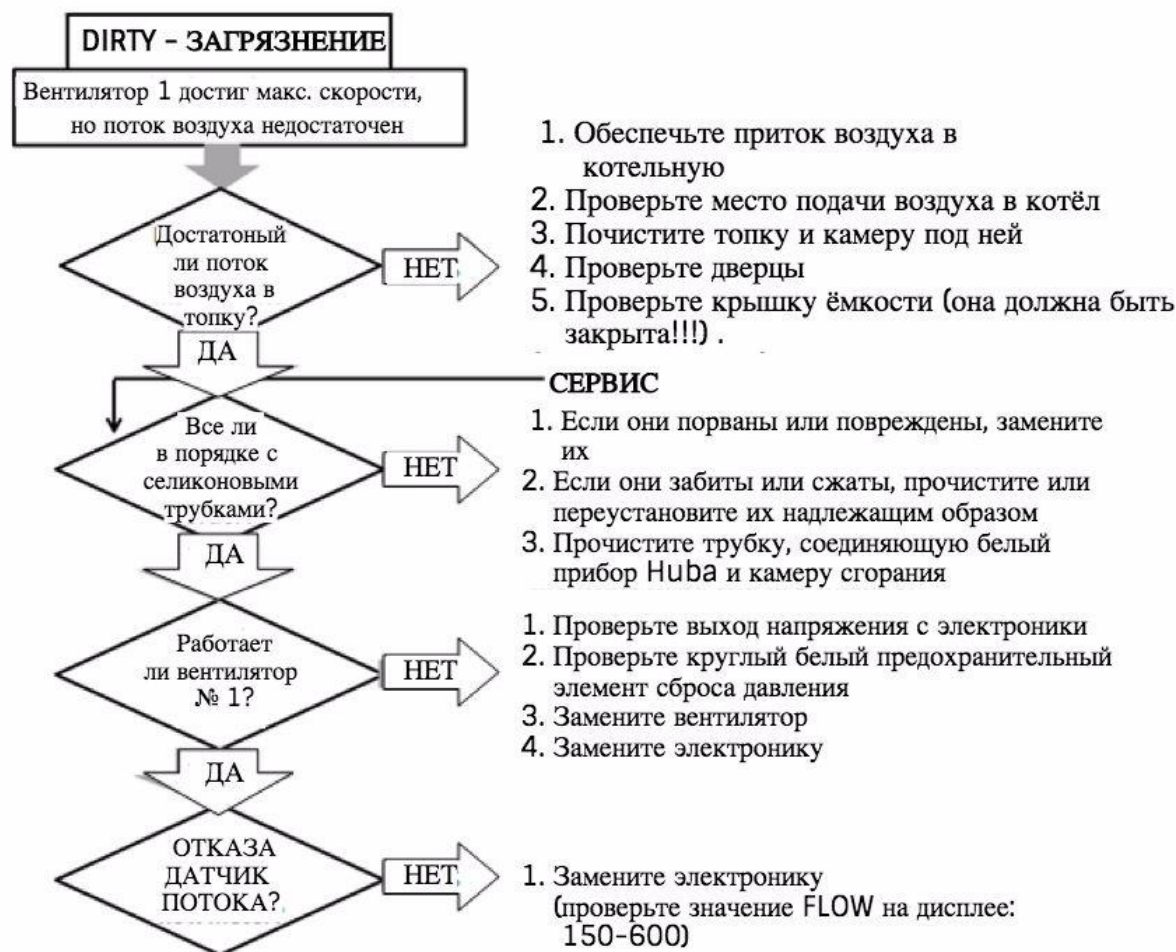 DIRTY - ЗАГРЯЗНЕНИЕ
Вентилятор 1 достиг макс. скорости,
но поток воздуха недостаточен
Достатоный
ли поток
воздуха в
топку?
НЕТ
1. Обеспечьте приток воздуха в
котельную
2. Проверьте место подачи воздуха в котёл
3. Почистите топку и камеру под ней
4. Проверьте дверцы
5. Проверьте крышку ёмкости (она должна быть
закрыта!!!) .
ДА
СЕРВИС
Все ли
в порядке с
селиконовыми
трубками?
НЕТ
1. Если они порваны или повреждены, замените
их
2. Если они забиты или сжаты, прочистите или
переустановите их надлежащим образом
3. Прочистите трубку, соединяющую белый
прибор Huba и камеру сгорания
ДА
Работает
ли вентилятор
№ 1?
НЕТ
1. Проверьте выход напряжения с электроники
2. Проверьте круглый белый предохранительный
элемент сброса давления
3. Замените вентилятор
4. Замените электронику
ДА
ОТКАЗА
ДАТЧИК
ПОТОКА?
НЕТ
1. Замените электронику
(проверьте значение FLOW на дисплее:
150-600)